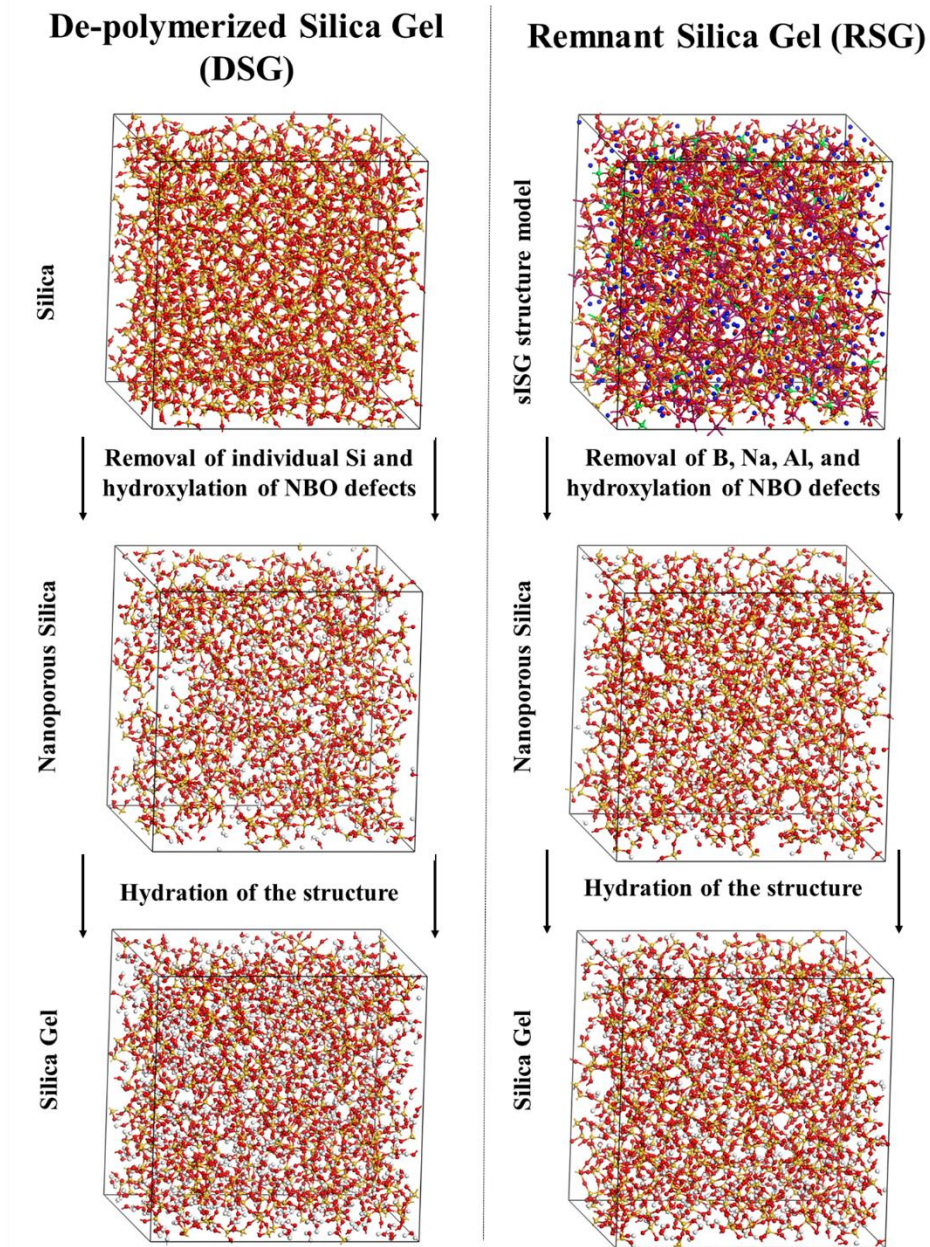 De-polymerized Silica Gel
(DSG)
Silica
Removal of individual Si and
hydroxylation of NBO defects
Nanoporous Silica
Hydration of the structure
Silica Gel
Remnant Silica Gel (RSG)
sISG structure model
Removal of B, Na, Al, and
hydroxylation of NBO defects
Nanoporous Silica
Hydration of the structure
Silica Gel